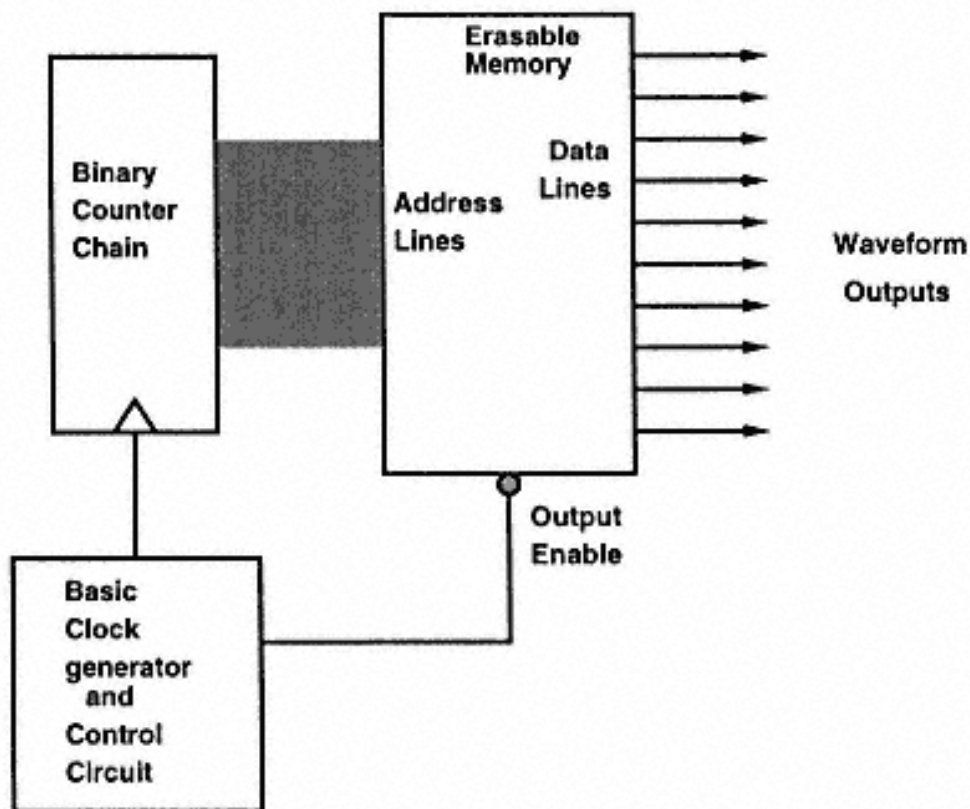 Erasable
Memory
Binary
Counter
Chain
Address
Lines
Data
Lines
Waveform
Outputs
Output
Enable
Basic
Clock
generator
and
Control
Circuit